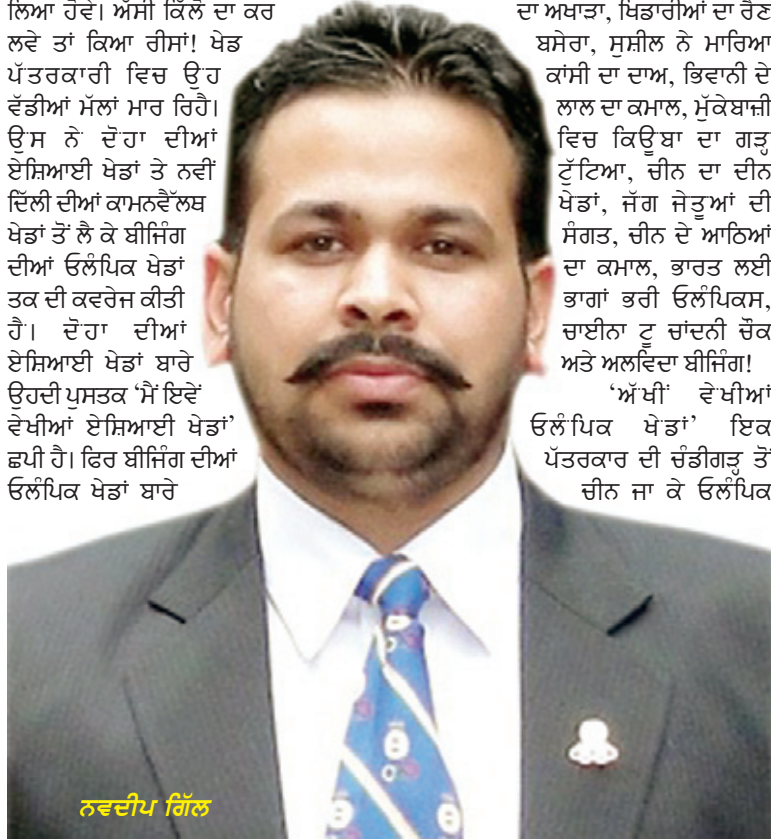 ਲਿਆ ਹੋਵੇ। ਅੱਸੀ ਕਿੱਲੋ ਦਾ ਕਰ
ਲਵੇ ਤਾਂ ਕਿਆ ਰੀਸਾਂ! ਖੇਡ
ਪੱਤਰਕਾਰੀ ਵਿਚ ਉਹ
ਵੱਡੀਆਂ ਮੱਲਾਂ ਮਾਰ ਰਿਹੈ।
ਉਸ ਨੇ ਦੋਹਾ ਦੀਆਂ
ਏਸ਼ਿਆਈ ਖੇਡਾਂ ਤੇ ਨਵੀਂ
ਦਿੱਲੀ ਦੀਆਂ ਕਾਮਨਵੈੱਲਥ
ਖੇਡਾਂ ਤੋਂ ਲੈ ਕੇ ਬੀਜਿੰਗ
ਦੀਆਂ ਓਲੰਪਿਕ ਖੇਡਾਂ
ਤਕ ਦੀ ਕਵਰੇਜ ਕੀਤੀ
ਹੈ। ਦੋਹਾ ਦੀਆਂ
ਏਸ਼ਿਆਈ ਖੇਡਾਂ ਬਾਰੇ
ਉਹਦੀ ਪੁਸਤਕ ‘ਮੈਂ ਇਵੇਂ
ਵੇਖੀਆਂ ਏਸ਼ਿਆਈ ਖੇਡਾਂ’
ਛਪੀ ਹੈ। ਫਿਰ ਬੀਜਿੰਗ ਦੀਆਂ
ਓਲੰਪਿਕ ਖੇਡਾਂ ਬਾਰੇ
ਦਾ ਅਖਾੜਾ, ਖਿਡਾਰੀਆਂ ਦਾ ਰੈਣ
ਬਸੇਰਾ, ਸੁਸ਼ੀਲ ਨੇ ਮਾਰਿਆ
ਕਾਂਸੀ ਦਾ ਦਾਅ, ਭਿਵਾਨੀ ਦੇ
ਲਾਲ ਦਾ ਕਮਾਲ, ਮੁੱਕੇਬਾਜ਼ੀ
ਵਿਚ ਕਿਊਬਾ ਦਾ ਗੜ੍ਹ
ਟੁੱਟਿਆ, ਚੀਨ ਦਾ ਦੀਨ
ਖੇਡਾਂ, ਜੱਗ ਜੇਤੂਆਂ ਦੀ
ਸੰਗਤ, ਚੀਨ ਦੇ ਆਠਿਆਂ
ਦਾ ਕਮਾਲ, ਭਾਰਤ ਲਈ
ਭਾਗਾਂ ਭਰੀ ਓਲੰਪਿਕਸ,
ਚਾਈਨਾ ਟੂ ਚਾਂਦਨੀ ਚੌਕ
ਅਤੇ ਅਲਵਿਦਾ ਬੀਜਿੰਗ!
‘ਅੱਖੀਂ ਵੇਖੀਆਂ
ਓਲੰਪਿਕ ਖੇਡਾਂ’ ਇਕ
ਪੱਤਰਕਾਰ ਦੀ ਚੰਡੀਗੜ੍ਹ ਤੋਂ
ਚੀਨ ਜਾ ਕੇ ਓਲੰਪਿਕ
ਨਵਦੀਪ ਗਿੱਲ